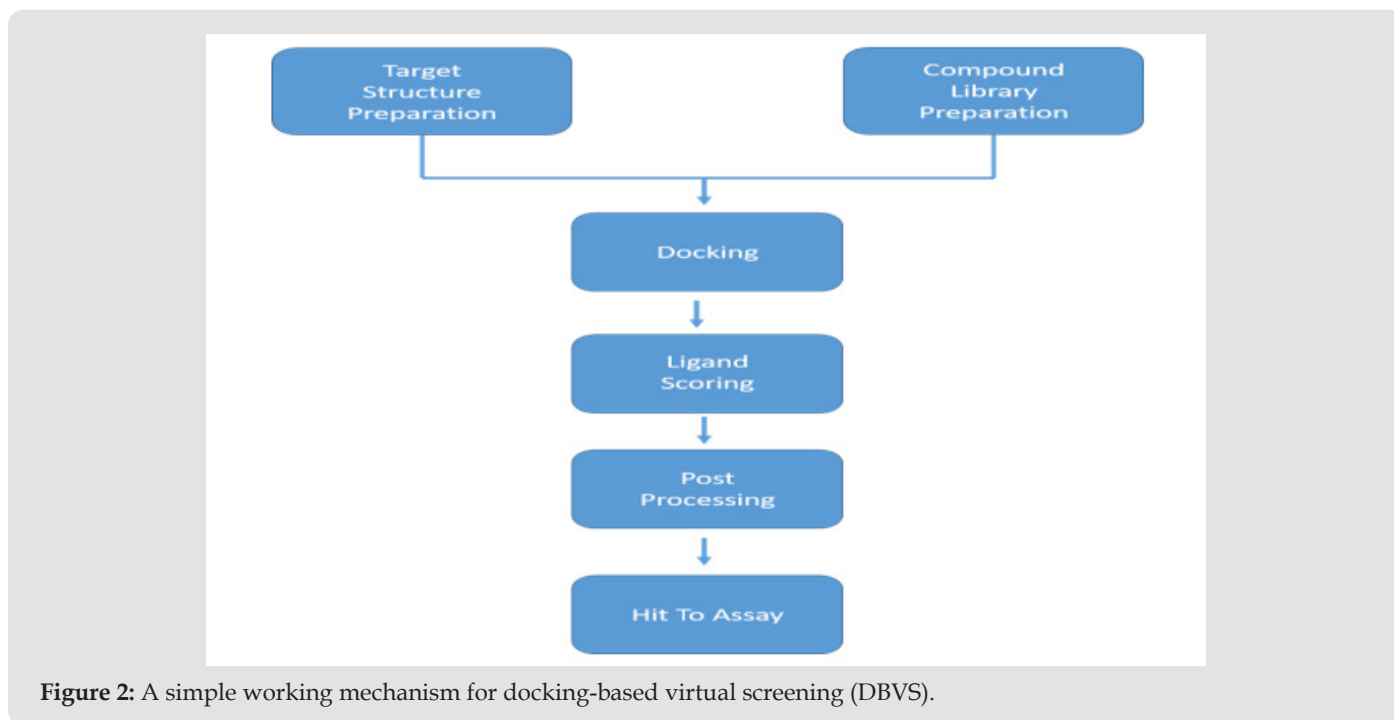 Target
Structure
Preparation
Compound
Library
Preparation
Docking
Ligand
Scoring
Post
Processing
Hit To Assay
Figure 2: A simple working mechanism for docking-based virtual screening (DBVS).